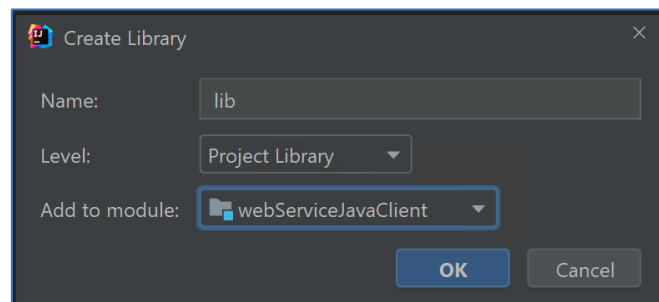 Create Library
Name: lib
Level: Project Library
Add to module: webServiceJavaClient
OK Cancel